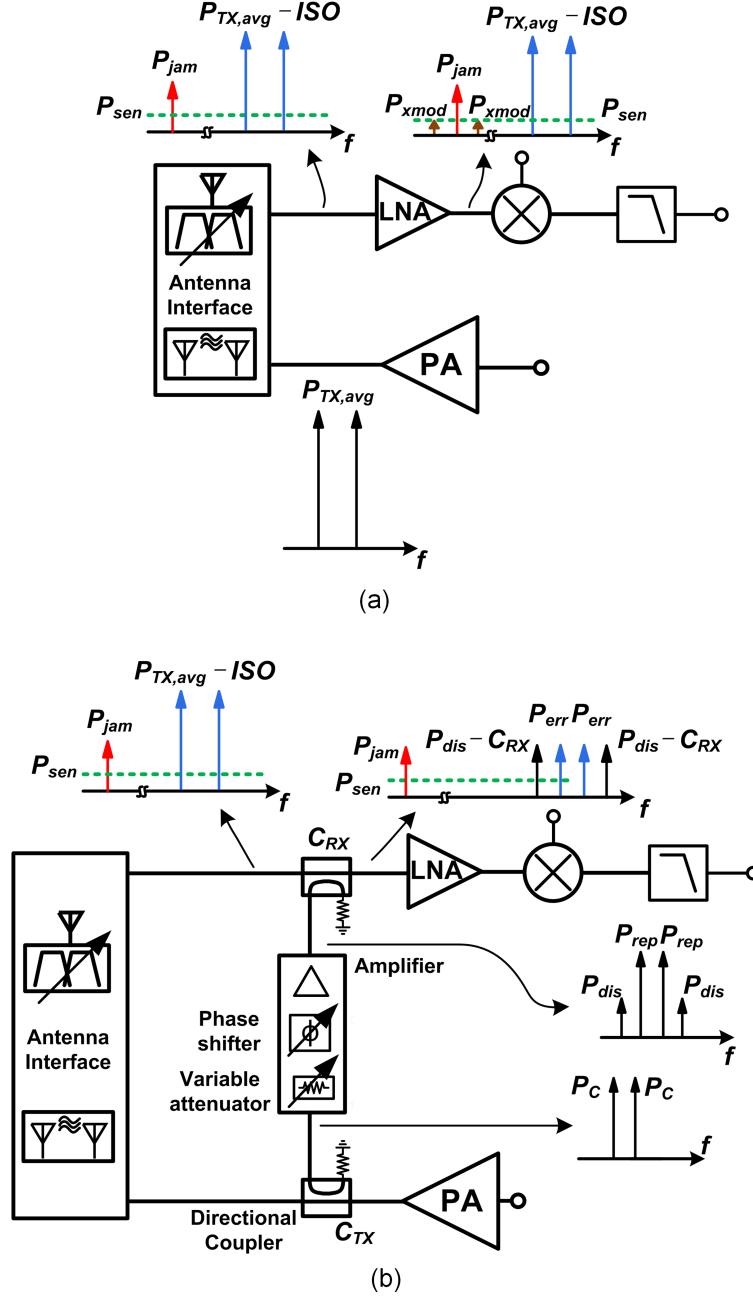 P_TX,avg – ISO
P_TX,avg – ISO
P_jam
P_jam
P_sen
P_xmod
P_xmod
P_sen
f
f
LNA
Antenna
Interface
PA
P_TX,avg
f
(a)
P_TX,avg – ISO
P_jam
P_err P_err
P_jam
P_dis – C_RX
P_dis – C_RX
P_sen
P_sen
f
f
C_RX
LNA
Amplifier
P_rep P_rep
P_dis
P_dis
f
Phase
shifter
ϕ
Antenna
Interface
Variable
attenuator
P_C
P_C
f
PA
Directional
Coupler
C_TX
(b)